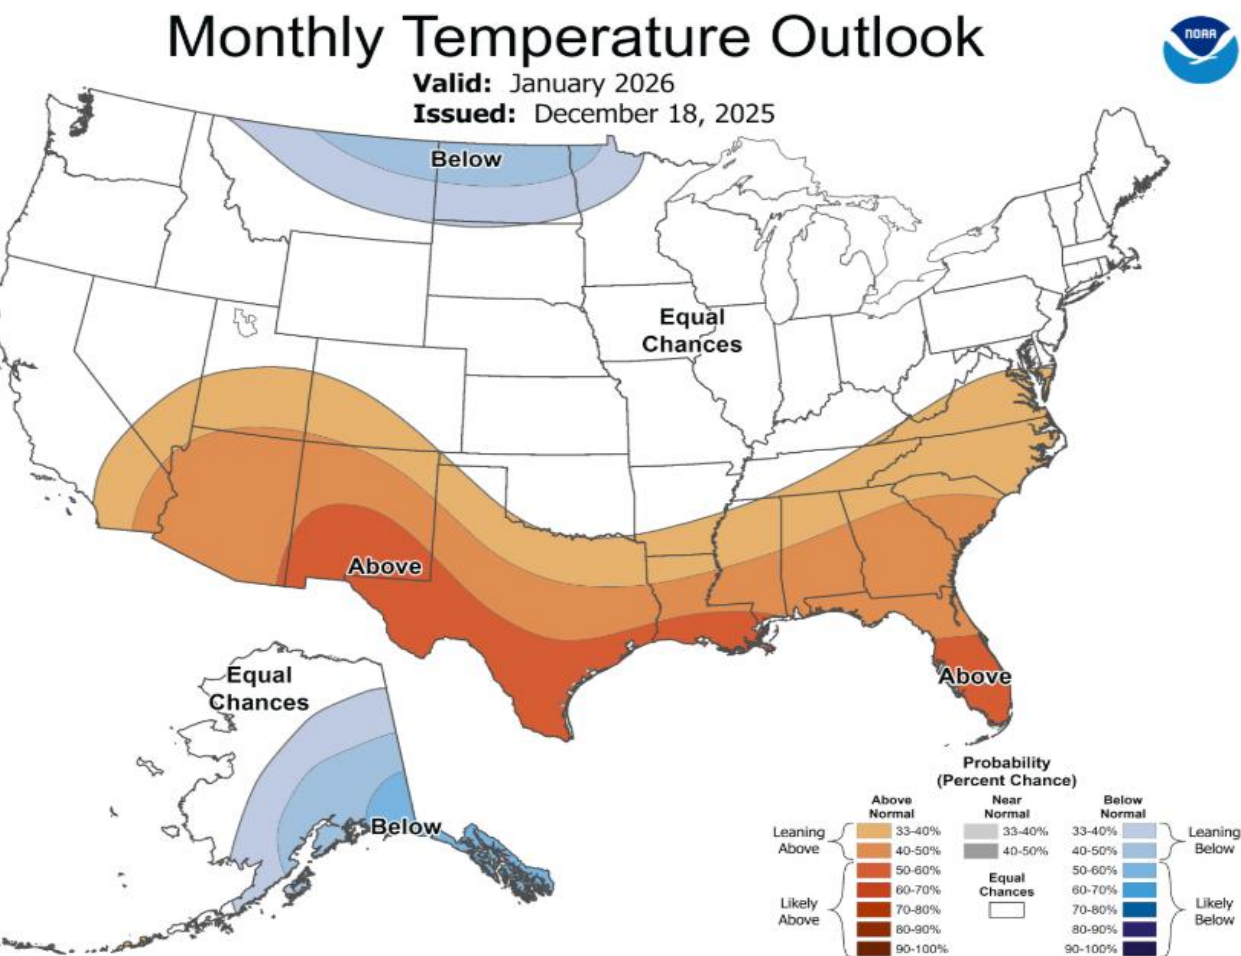 Monthly Temperature Outlook
NOAA
Valid: January 2026
Issued: December 18, 2025
Below
Equal
Chances
Above
Above
Equal
Chances
Below
Probability
(Percent Chance)
Above
Normal
Near
Normal
Below
Normal
Leaning
Above
33-40%
40-50%
33-40%
40-50%
33-40%
40-50%
Leaning
Below
Likely
Above
50-60%
60-70%
70-80%
80-90%
90-100%
Equal
Chances
50-60%
60-70%
70-80%
80-90%
90-100%
Likely
Below